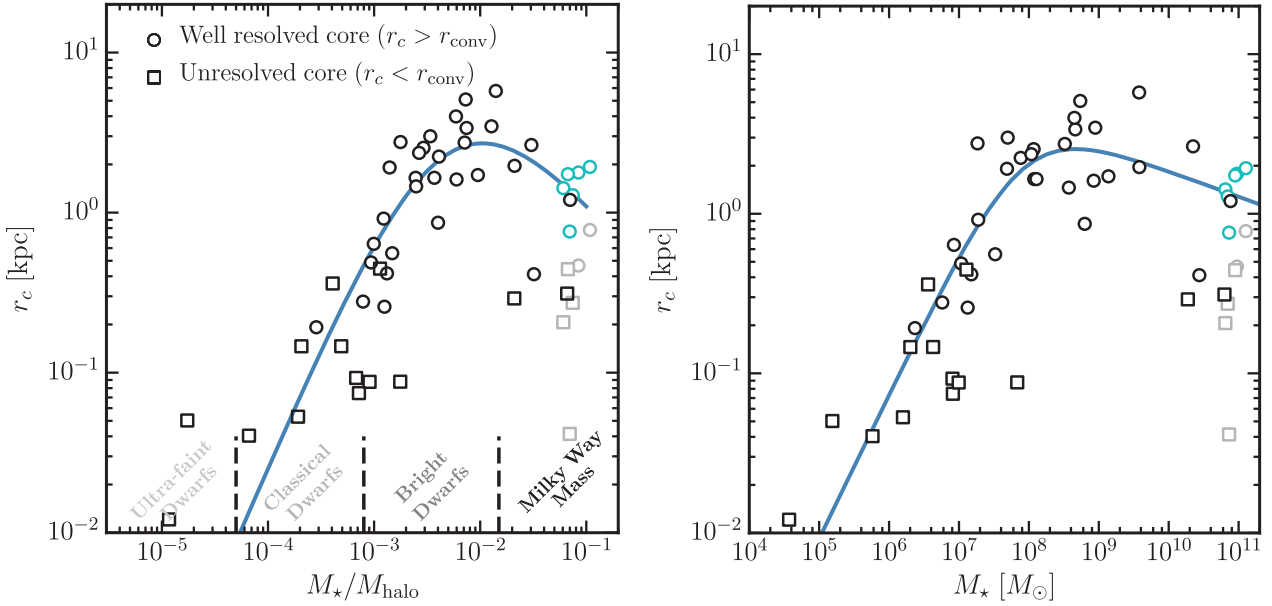 Well resolved core (r_c > r_conv)
Unresolved core (r_c < r_conv)
r_c [kpc]
10^1
10^0
10^-1
10^-2
Ultra-faint
Dwarfs
Classical
Dwarfs
Bright
Dwarfs
Milky Way
Mass
10^-5
10^-4
10^-3
10^-2
10^-1
M_⋆/M_halo
r_c [kpc]
10^1
10^0
10^-1
10^-2
10^4
10^5
10^6
10^7
10^8
10^9
10^10
10^11
M_⋆ [M_⊙]